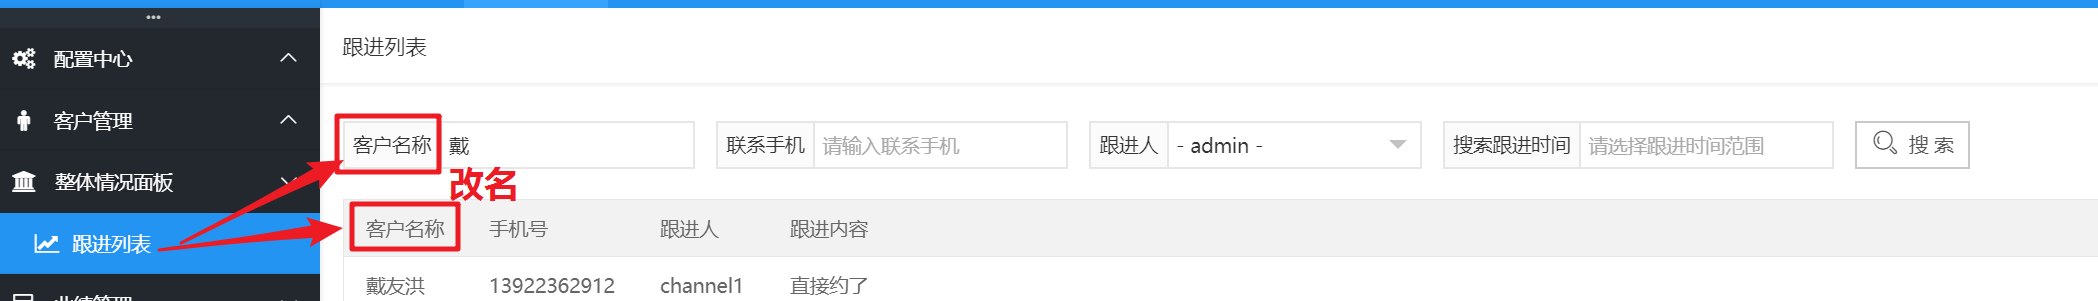 配置中心
客户管理
整体情况面板
跟进列表
业绩管理
跟进列表
客户名称 戴 联系手机 请输入联系手机 跟进人 - admin - 搜索跟进时间 请选择跟进时间范围 搜 索
改名
客户名称 手机号 跟进人 跟进内容
戴友洪 13922362912 channel1 直接约了